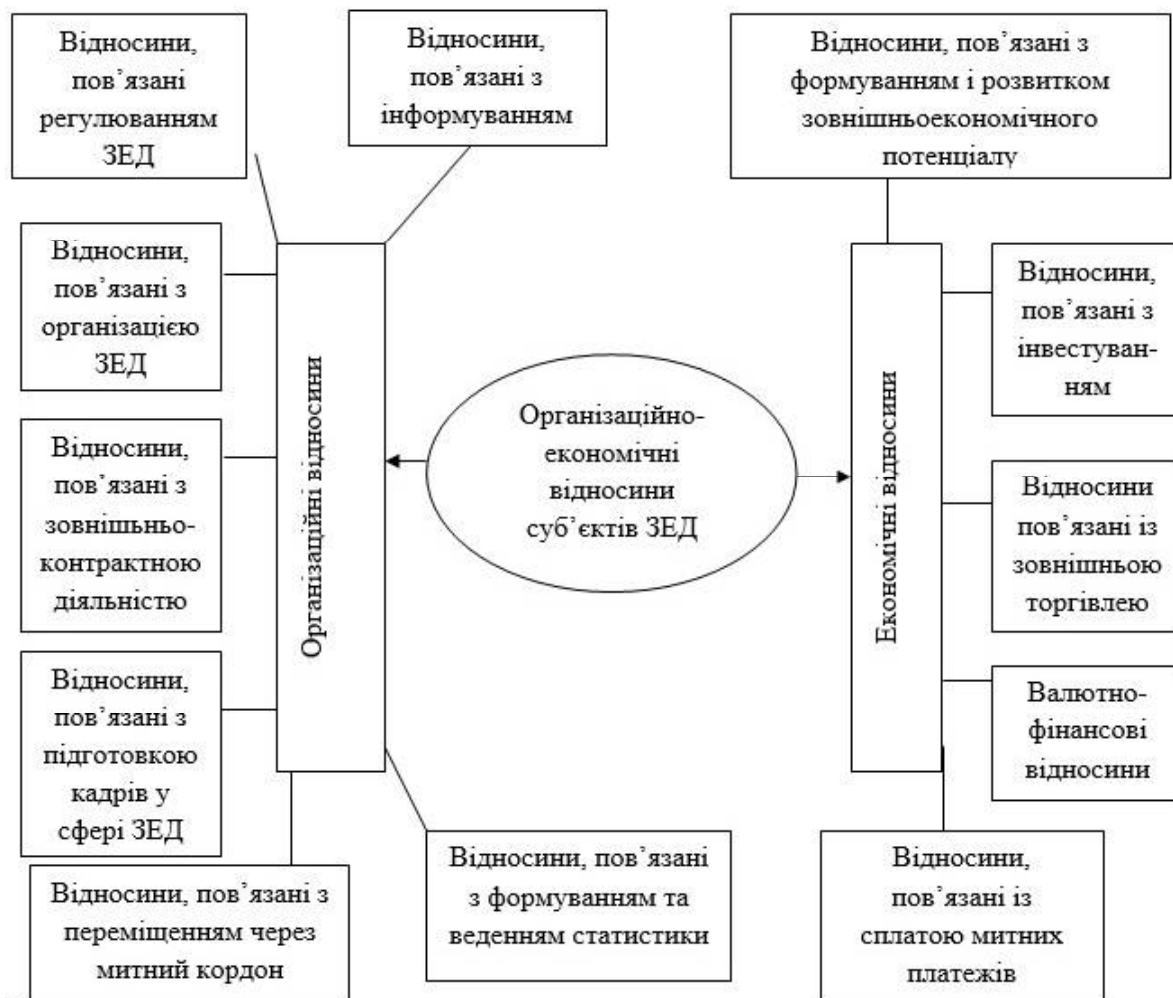 Відносини,
пов’язані
регулюванням
ЗЕД
Відносини,
пов’язані з
інформуванням
Відносини, пов’язані з
формуванням і розвитком
зовнішньоекономічного
потенціалу
Відносини,
пов’язані з
організацією
ЗЕД
Відносини,
пов’язані з
зовнішьньо-
контрактною
діяльністю
Відносини,
пов’язані з
підготовкою
кадрів у
сфері ЗЕД
Відносини, пов’язані з
переміщенням через
митний кордон
Організаційні відносини
Організаційно-
економічні
відносини
суб’єктів ЗЕД
Відносини, пов’язані
з формуванням та
веденням статистики
Економічні відносини
Відносини,
пов’язані з
інвестуван-
ням
Відносини
пов’язані із
зовнішньою
торгівлею
Валютно-
фінансові
відносини
Відносини,
пов’язані із
сплатою митних
платежів